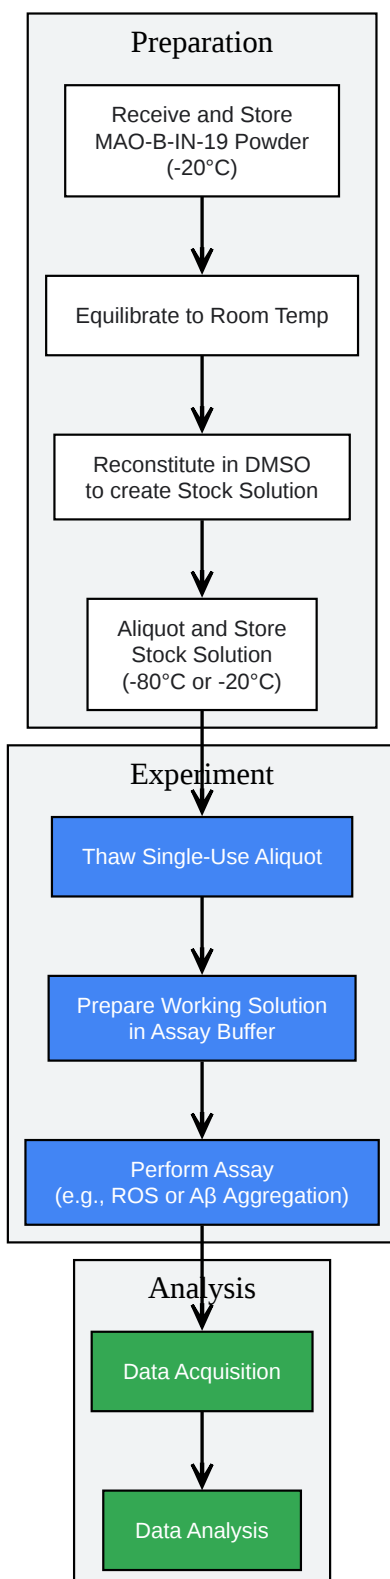 Preparation
Receive and Store
MAO-B-IN-19 Powder
(-20°C)
Equilibrate to Room Temp
Reconstitute in DMSO
to create Stock Solution
Aliquot and Store
Stock Solution
(-80°C or -20°C)
Experiment
Thaw Single-Use Aliquot
Prepare Working Solution
in Assay Buffer
Perform Assay
(e.g., ROS or Aβ Aggregation)
Analysis
Data Acquisition
Data Analysis